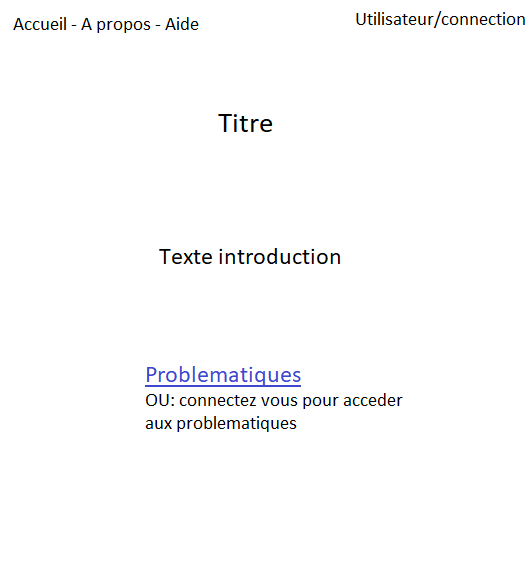 Accueil - A propos - Aide
Utilisateur/connection
Titre
Texte introduction
Problematiques
OU: connectez vous pour acceder
aux problematiques